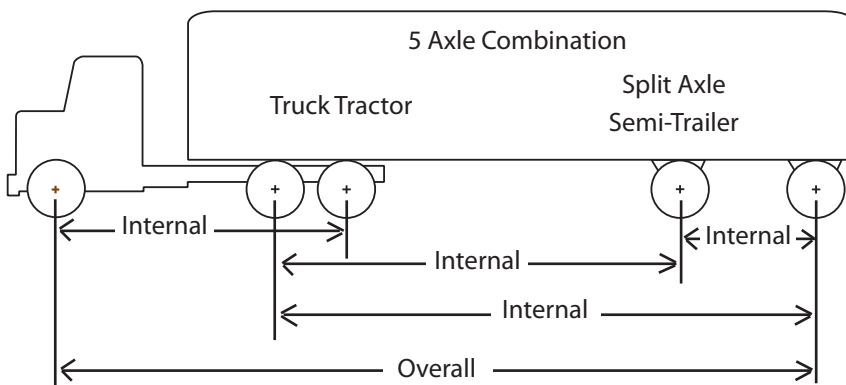 5 Axle Combination
Split Axle
Truck Tractor
Semi-Trailer
Internal
Internal
Internal
Internal
Overall